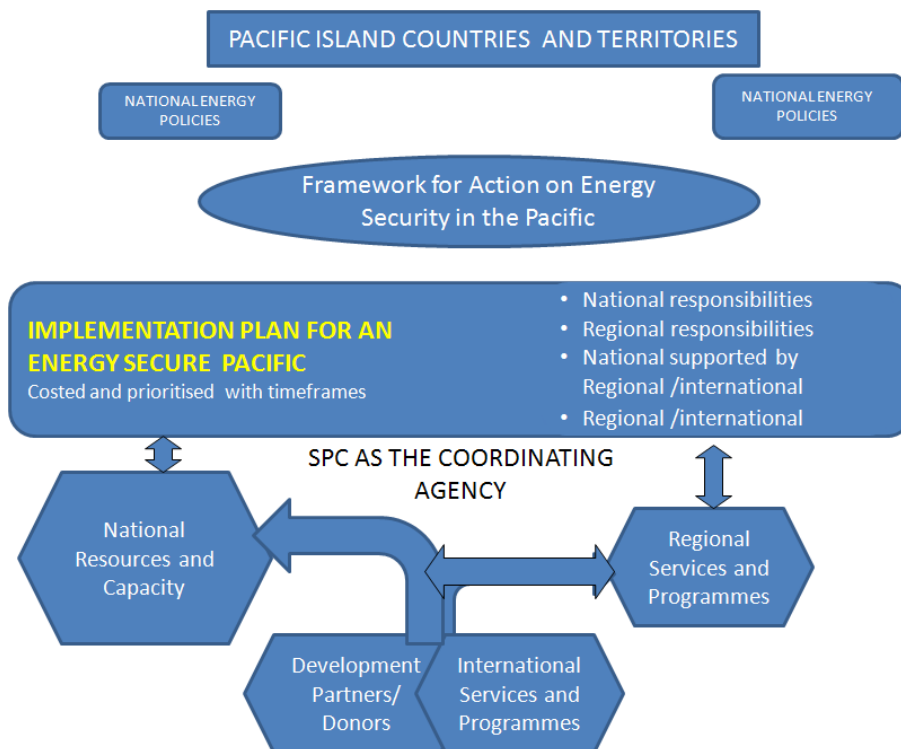 PACIFIC ISLAND COUNTRIES AND TERRITORIES
NATIONAL ENERGY
POLICIES
NATIONAL ENERGY
POLICIES
Framework for Action on Energy
Security in the Pacific
IMPLEMENTATION PLAN FOR AN
ENERGY SECURE PACIFIC
Costed and prioritised with timeframes
• National responsibilities
• Regional responsibilities
• National supported by
Regional /international
• Regional /international
SPC AS THE COORDINATING
AGENCY
National
Resources and
Capacity
Regional
Services and
Programmes
Development
Partners/
Donors
International
Services and
Programmes